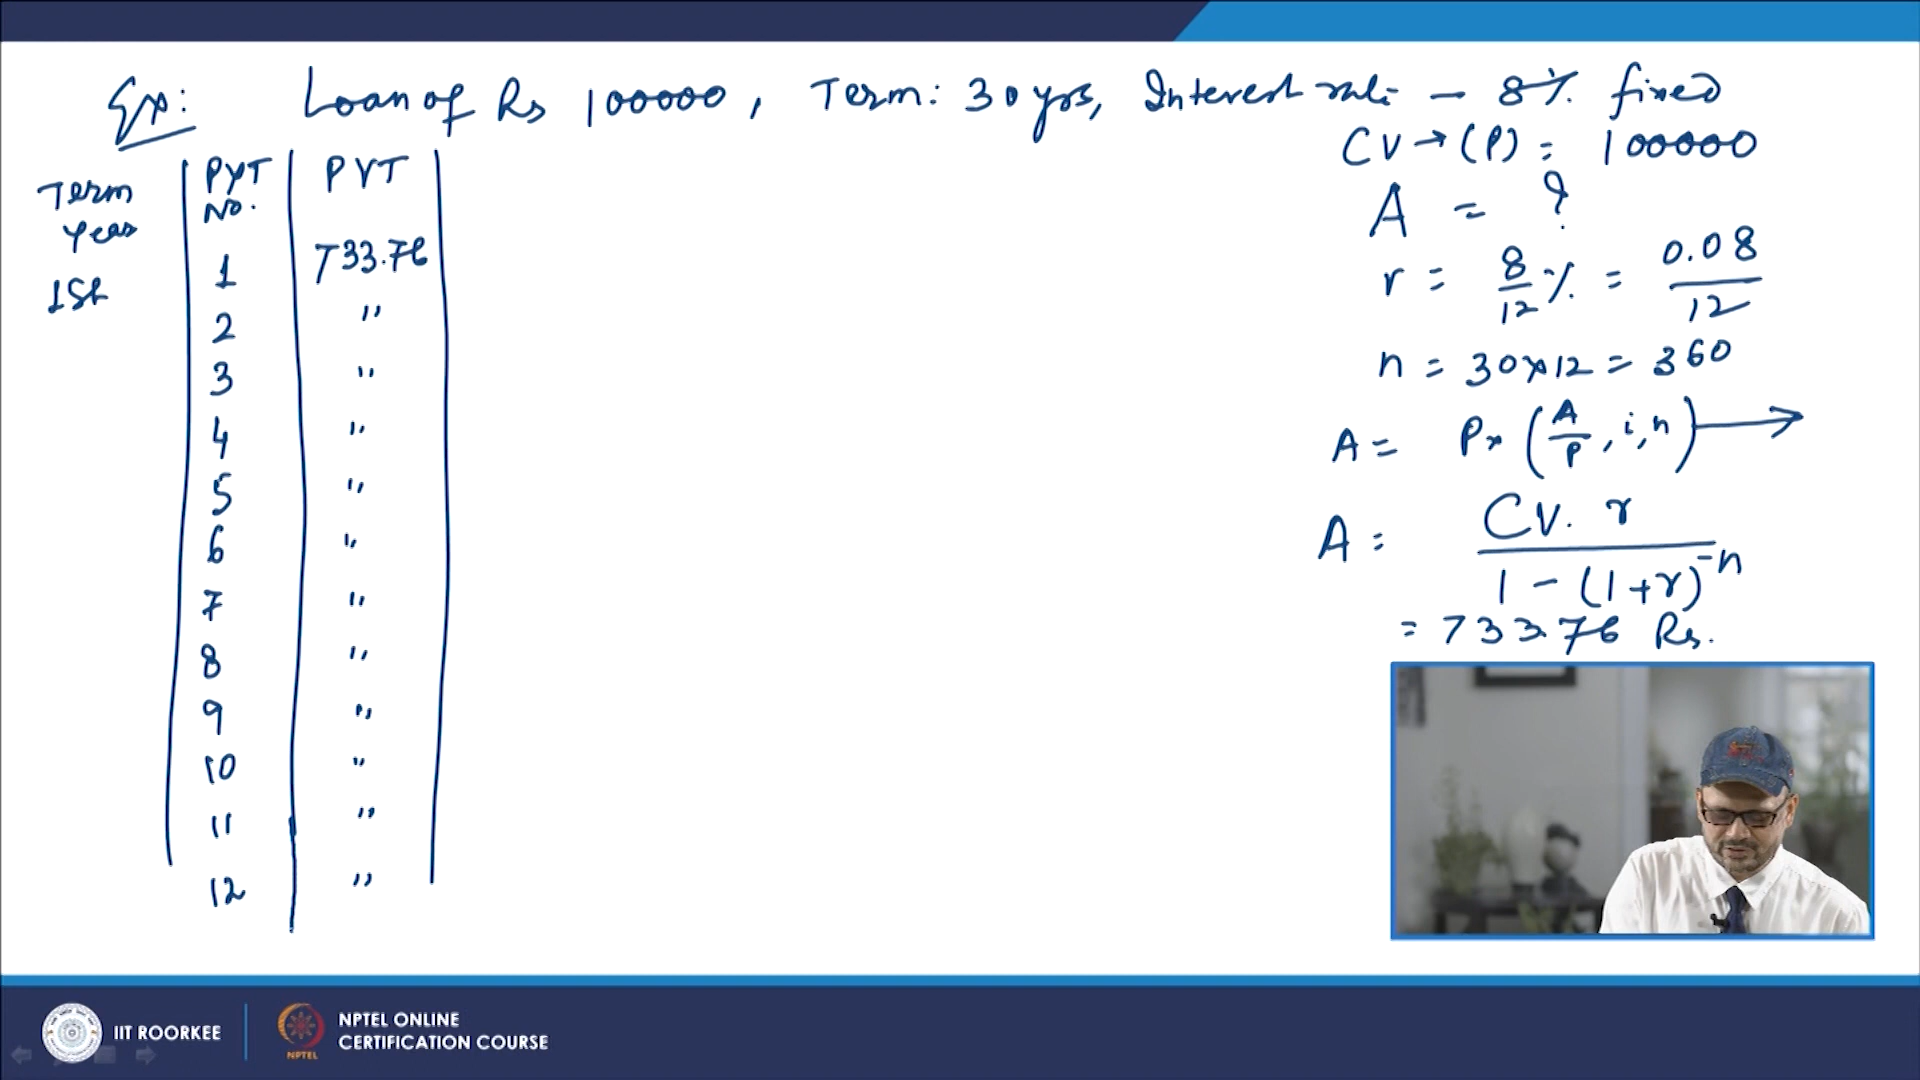 Ex: Loan of Rs 100000, Term: 30 yrs, Interest rate - 8% fixed
CV → (P) = 100000
A = ?
r = 8/12 % = 0.08/12
n = 30×12 = 360
A = P× (A/P, i, n) →
A = CV. r / 1 - (1+r)^-n
= 733.76 Rs.
Term Year | PYT No. | PYT
1st | 1 | 733.76
2 | "
3 | "
4 | "
5 | "
6 | "
7 | "
8 | "
9 | "
10 | "
11 | "
12 | "
IIT ROORKEE
NPTEL
NPTEL ONLINE
CERTIFICATION COURSE